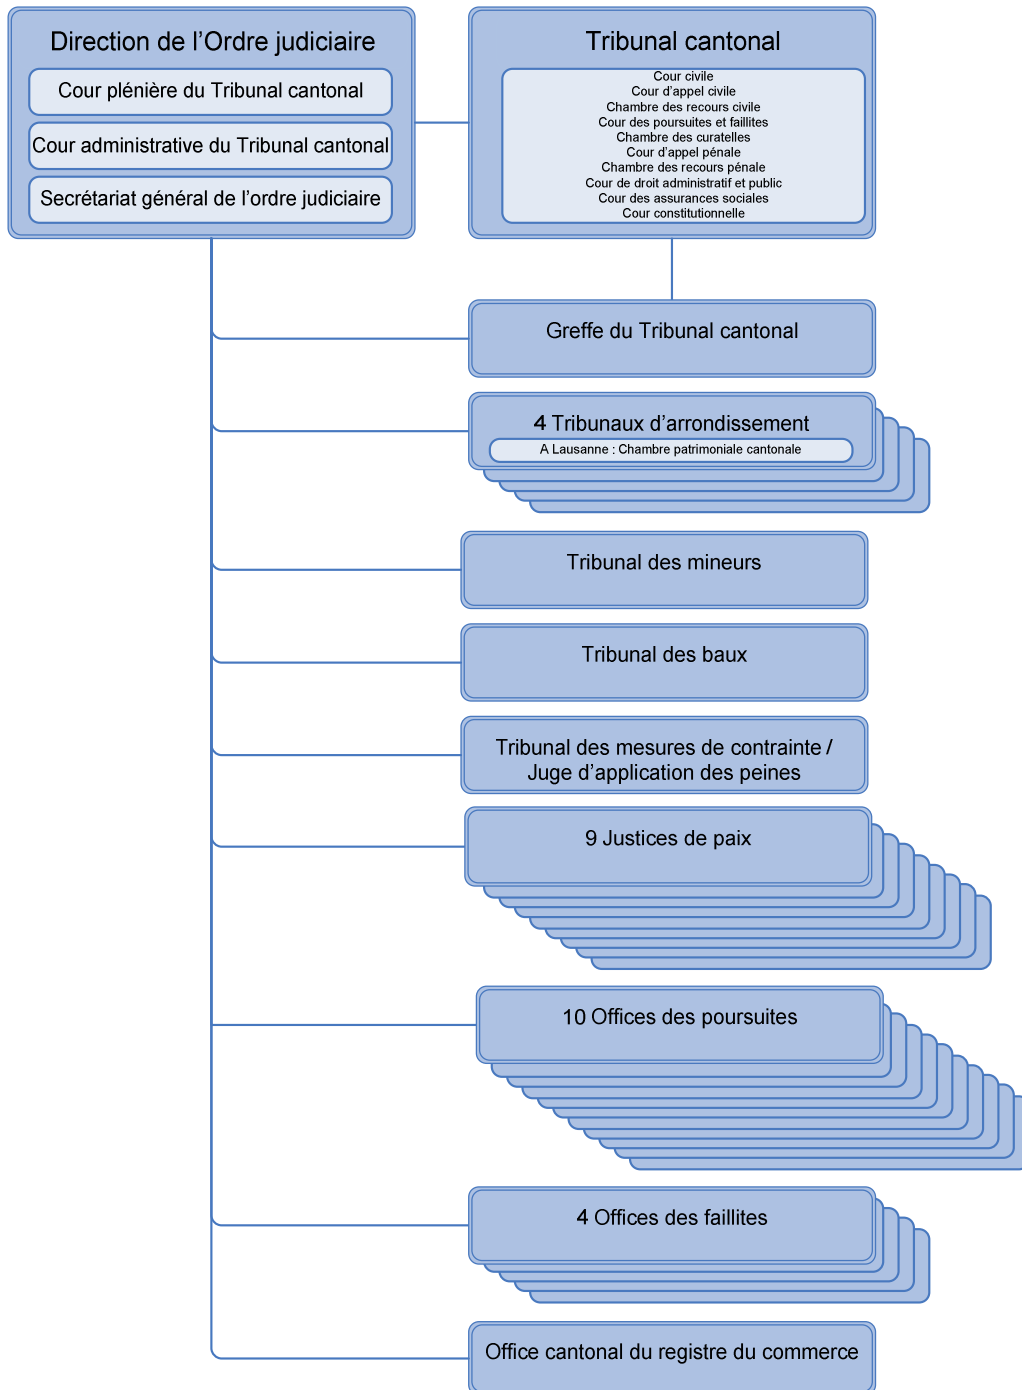 Direction de l’Ordre judiciaire
Cour plénière du Tribunal cantonal
Cour administrative du Tribunal cantonal
Secrétariat général de l’ordre judiciaire
Tribunal cantonal
Cour civile
Cour d’appel civile
Chambre des recours civile
Cour des poursuites et faillites
Chambre des curatelles
Cour d’appel pénale
Chambre des recours pénale
Cour de droit administratif et public
Cour des assurances sociales
Cour constitutionnelle
Greffe du Tribunal cantonal
4 Tribunaux d’arrondissement
A Lausanne : Chambre patrimoniale cantonale
Tribunal des mineurs
Tribunal des baux
Tribunal des mesures de contrainte /
Juge d’application des peines
9 Justices de paix
10 Offices des poursuites
4 Offices des faillites
Office cantonal du registre du commerce